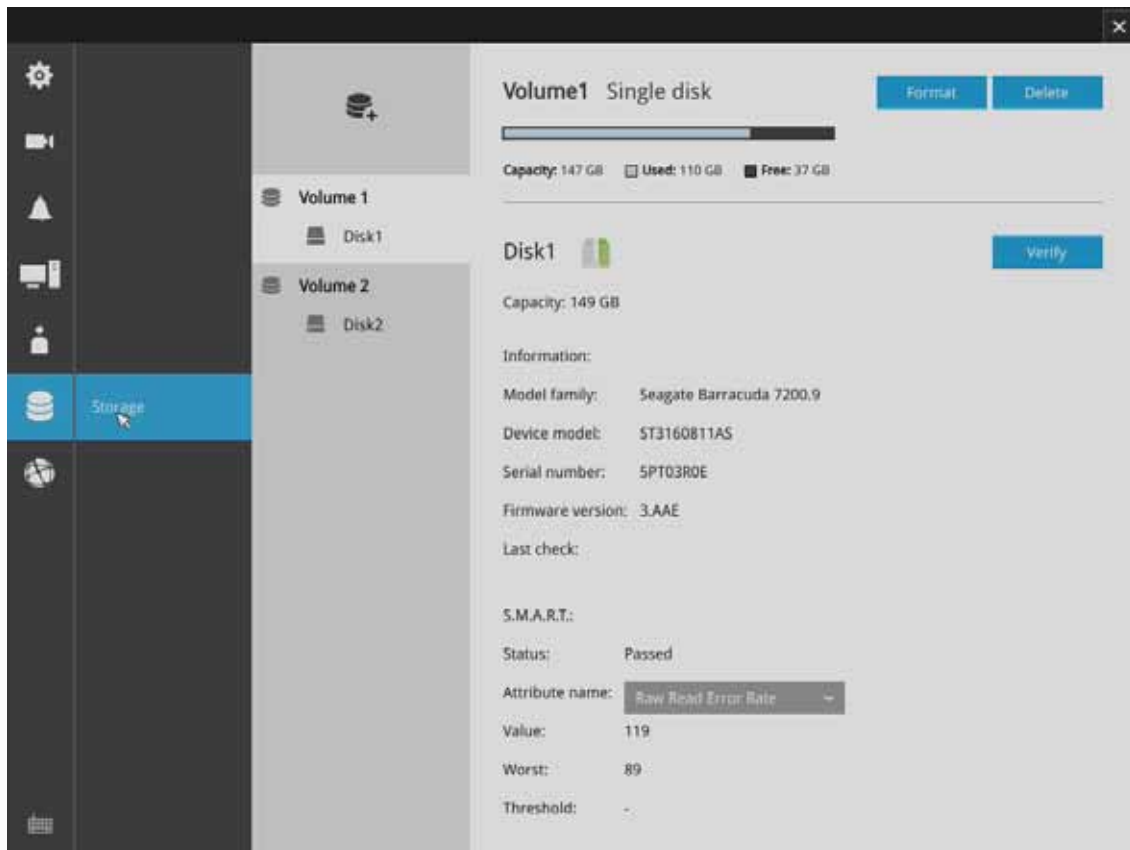 Storage
Volume 1
Disk1
Volume 2
Disk2
Volume1 Single disk
Format Delete
Capacity: 147 GB Used: 110 GB Free: 37 GB
Disk1
Verify
Capacity: 149 GB
Information:
Model family: Seagate Barracuda 7200.9
Device model: ST3160811AS
Serial number: 5PT03R0E
Firmware version: 3.AAE
Last check:
S.M.A.R.T.:
Status: Passed
Attribute name: Raw Read Error Rate
Value: 119
Worst: 89
Threshold: -